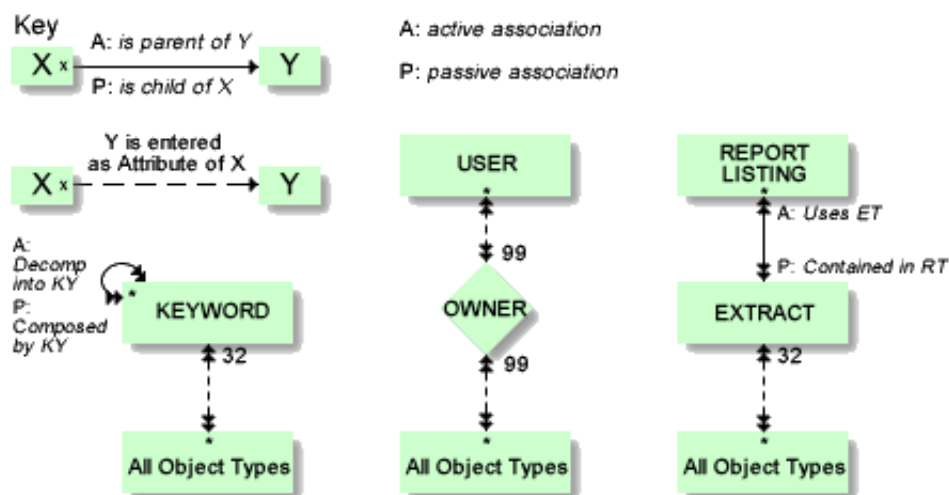 Key
A: is parent of Y
X x
Y
P: is child of X
A: active association
P: passive association
Y is entered
as Attribute of X
X x
Y
A:
Decomp
into KY
P:
Composed
by KY
*
KEYWORD
32
*
All Object Types
USER
*
99
OWNER
99
*
All Object Types
REPORT
LISTING
*
A: Uses ET
P: Contained in RT
EXTRACT
32
*
All Object Types